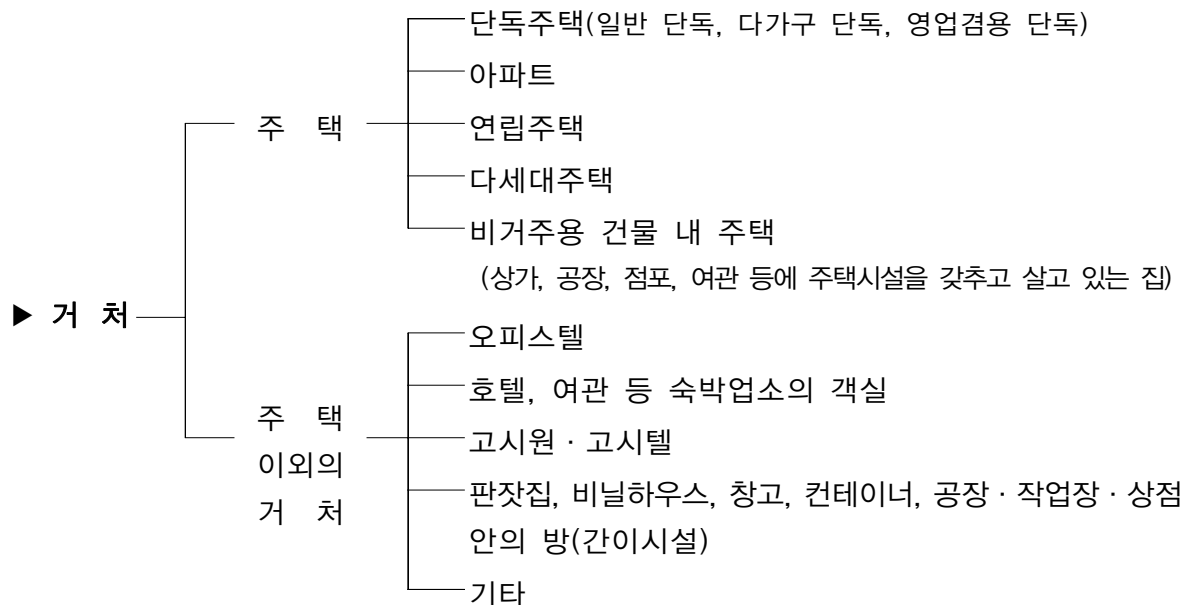 단독주택(일반 단독, 다가구 단독, 영업겸용 단독)
아파트
주 택
연립주택
다세대주택
비거주용 건물 내 주택
(상가, 공장, 점포, 여관 등에 주택시설을 갖추고 살고 있는 집)
▶ 거 처
오피스텔
호텔, 여관 등 숙박업소의 객실
주 택
이외의
거 처
고시원 · 고시텔
판잣집, 비닐하우스, 창고, 컨테이너, 공장 · 작업장 · 상점
안의 방(간이시설)
기타